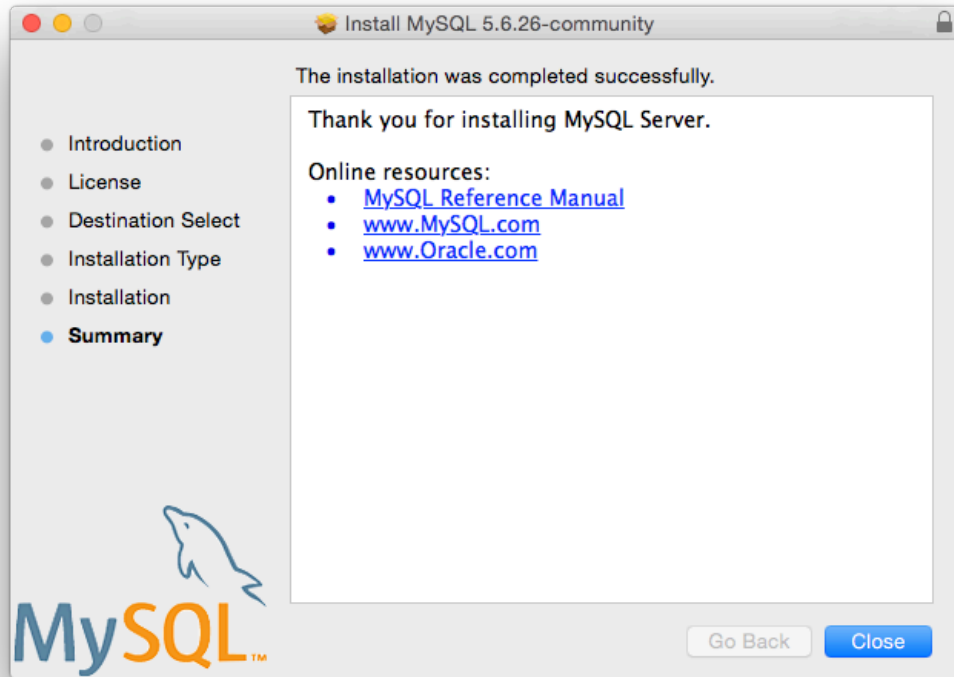 Install MySQL 5.6.26-community
The installation was completed successfully.
Introduction
License
Destination Select
Installation Type
Installation
Summary
Thank you for installing MySQL Server.
Online resources:
• MySQL Reference Manual
• www.MySQL.com
• www.Oracle.com
MySQL™
Go Back
Close